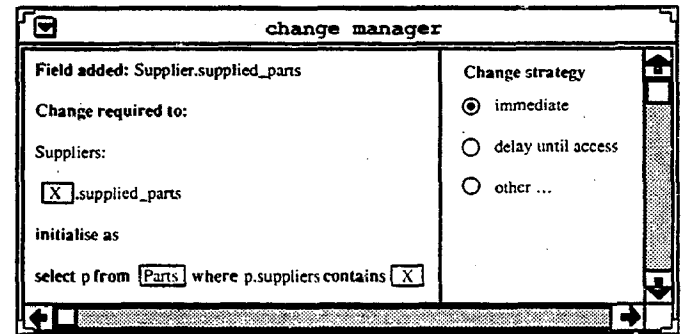 change manager
Field added: Supplier.supplied_parts
Change required to:
Suppliers:
X .supplied_parts
initialise as
select p from Parts where p.suppliers contains X
Change strategy
immediate
delay until access
other ...